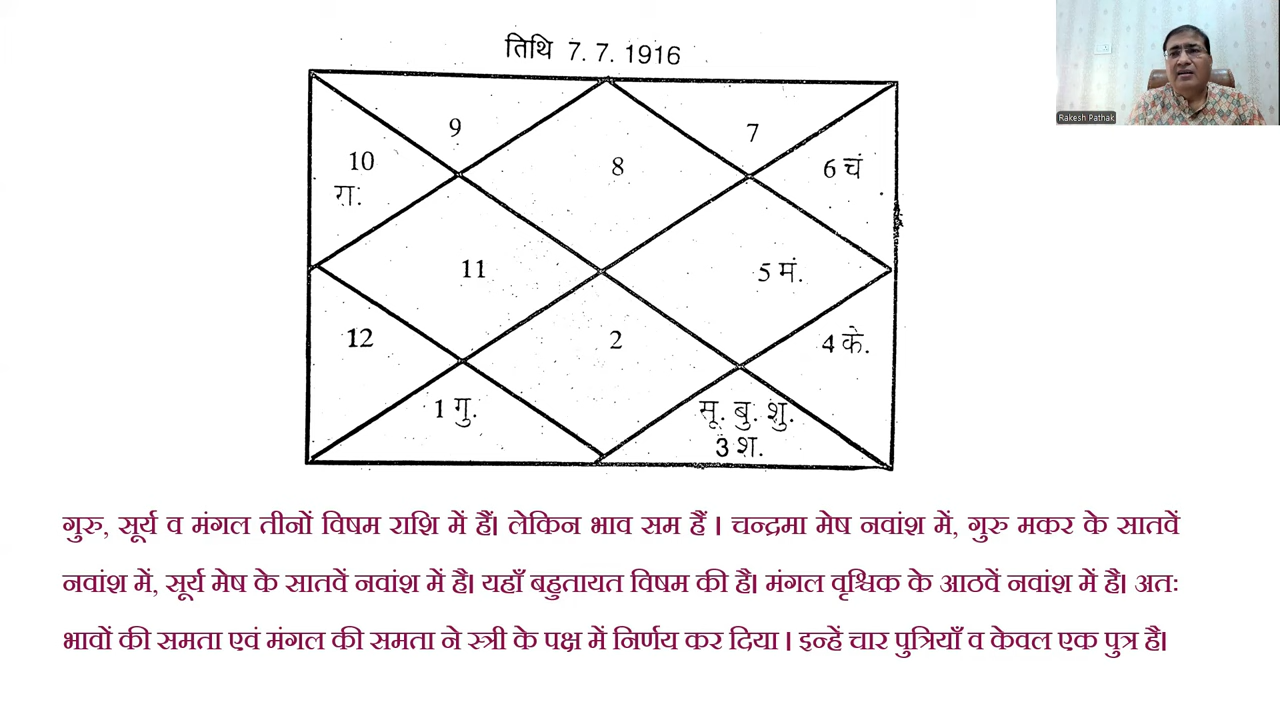 तिथि 7. 7. 1916
Rakesh Pathak
9
7
10
रा:
8
6 चं
11
5 मं.
12
2
4 के.
1 गु.
सू. बु. शु.
3 श.
गुरु, सूर्य व मंगल तीनों विषम राशि में हैं। लेकिन भाव सम हैं । चन्द्रमा मेष नवांश में, गुरु मकर के सातवें
नवांश में, सूर्य मेष के सातवें नवांश में है। यहाँ बहुतायत विषम की है। मंगल वृश्चिक के आठवें नवांश में है। अतः
भावों की समता एवं मंगल की समता ने स्त्री के पक्ष में निर्णय कर दिया । इन्हें चार पुत्रियाँ व केवल एक पुत्र है।